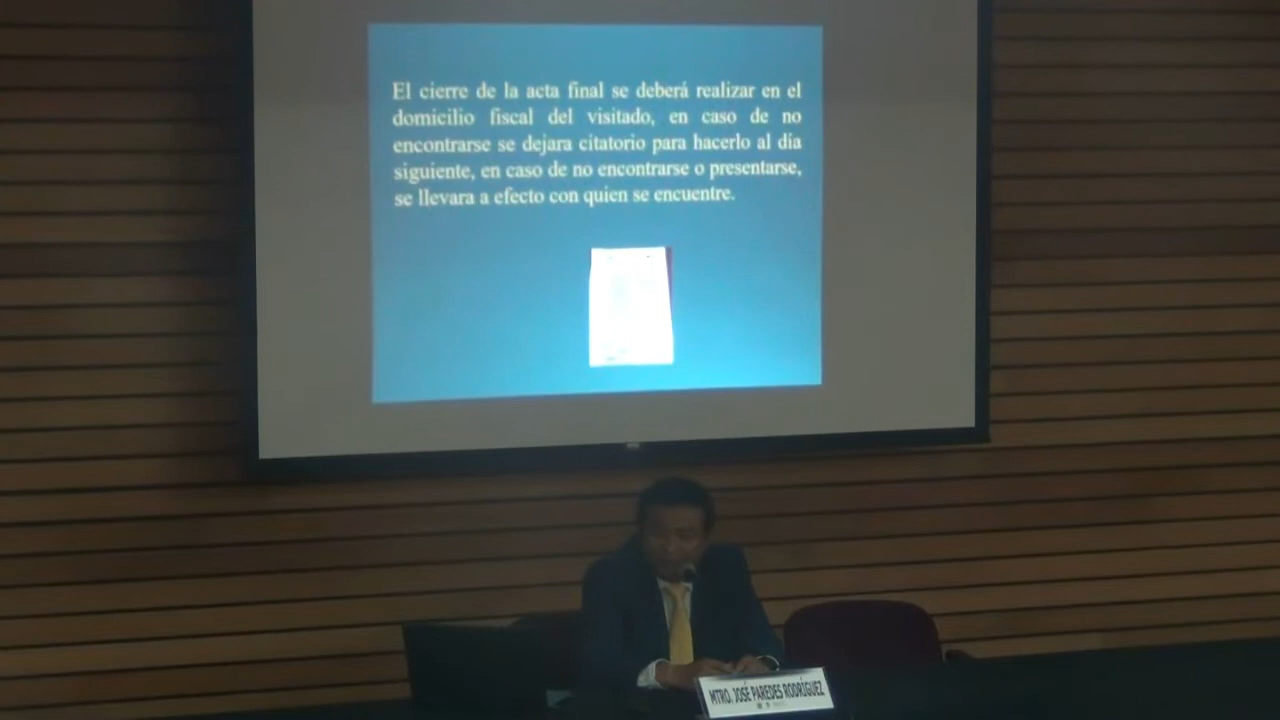 El cierre de la acta final se deberá realizar en el
domicilio fiscal del visitado, en caso de no
encontrarse se dejara citatorio para hacerlo al día
siguiente, en caso de no encontrarse o presentarse,
se llevara a efecto con quien se encuentre.
MTRO. JOSÉ PAREDES RODRÍGUEZ